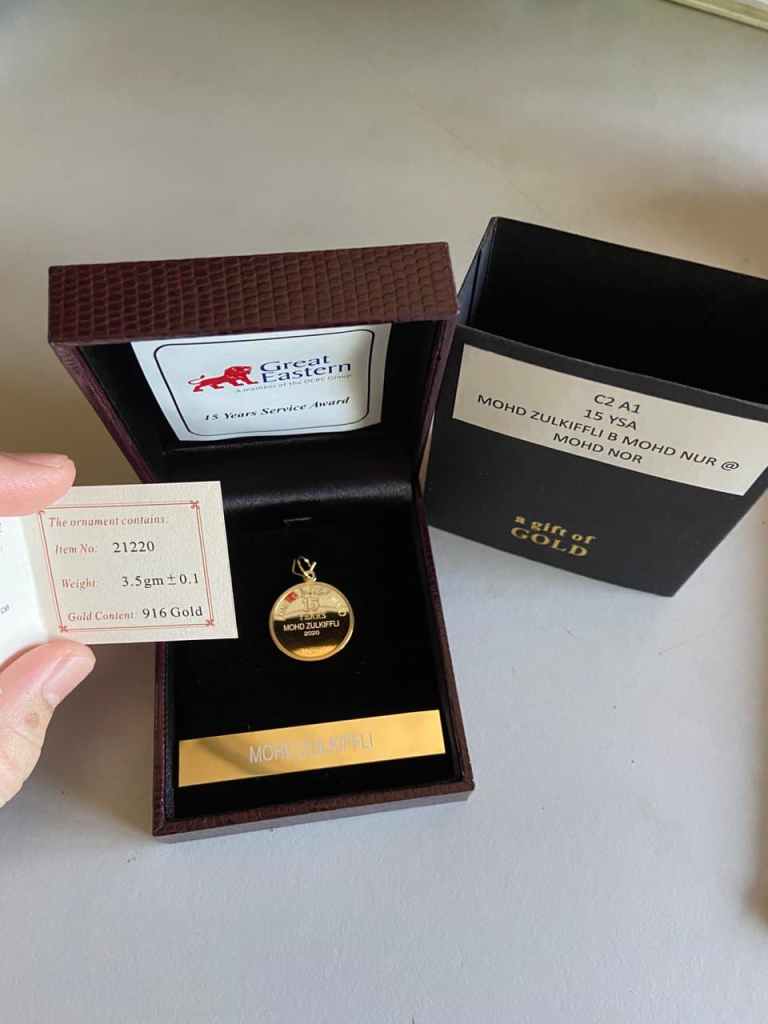 Great
Eastern
A member of the OCBC Group
15 Years Service Award
C2 A1
15 YSA
MOHD ZULKIFFLI B MOHD NUR @
MOHD NOR
a gift of
GOLD
The ornament contains:
Item No: 21220
Weight: 3.5gm ± 0.1
Gold Content: 916 Gold
15
YEARS
MOHD ZULKIFFLI
2020
MOHD ZULKIFFLI